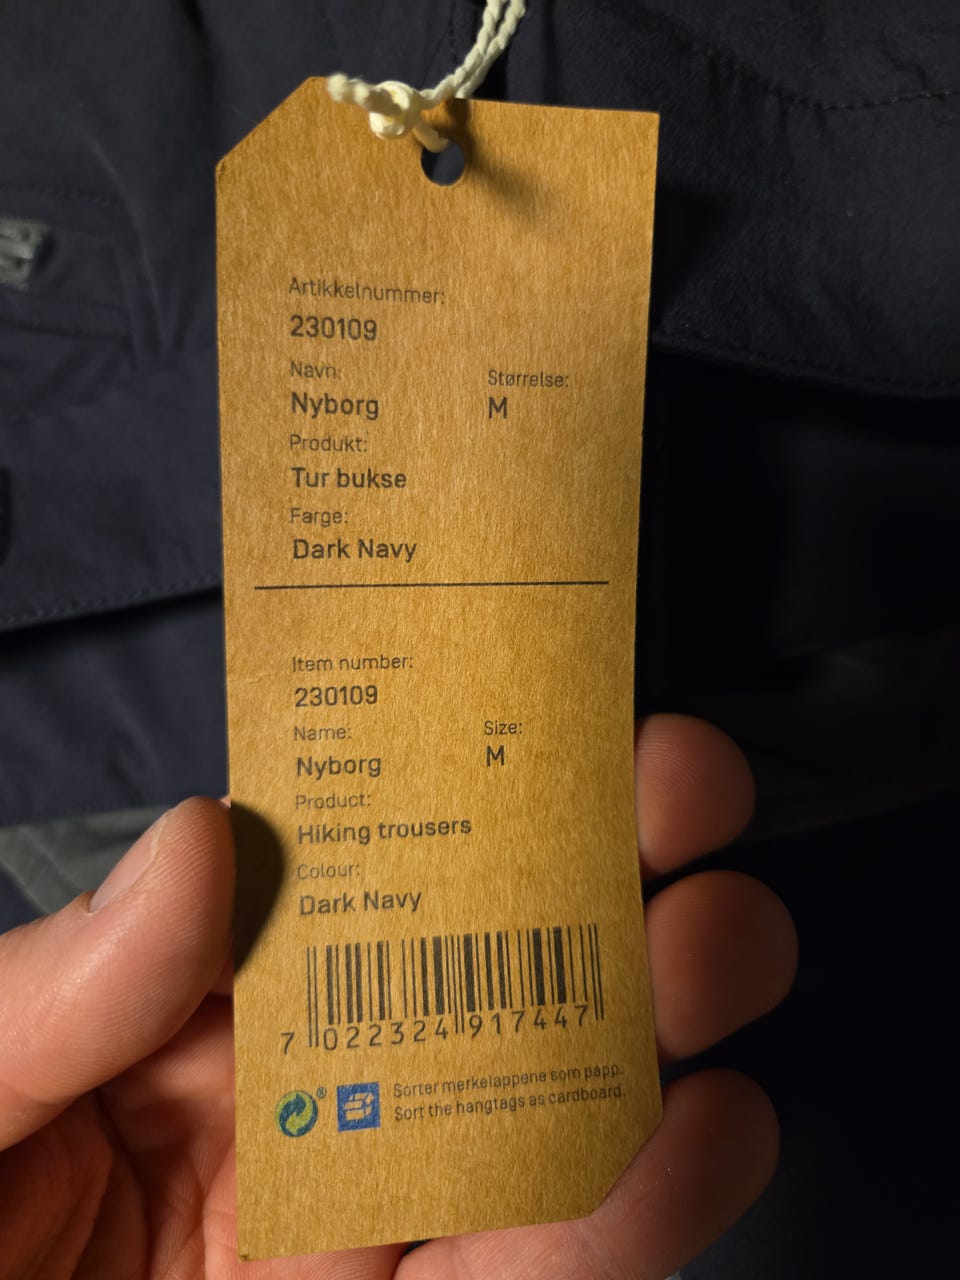 Artikkelnummer:
230109
Navn:
Nyborg
Størrelse:
M
Produkt:
Tur bukse
Farge:
Dark Navy
Item number:
230109
Name:
Nyborg
Size:
M
Product:
Hiking trousers
Colour:
Dark Navy
7 022324 917447
®
Sorter merkelappene som papp.
Sort the hangtags as cardboard.